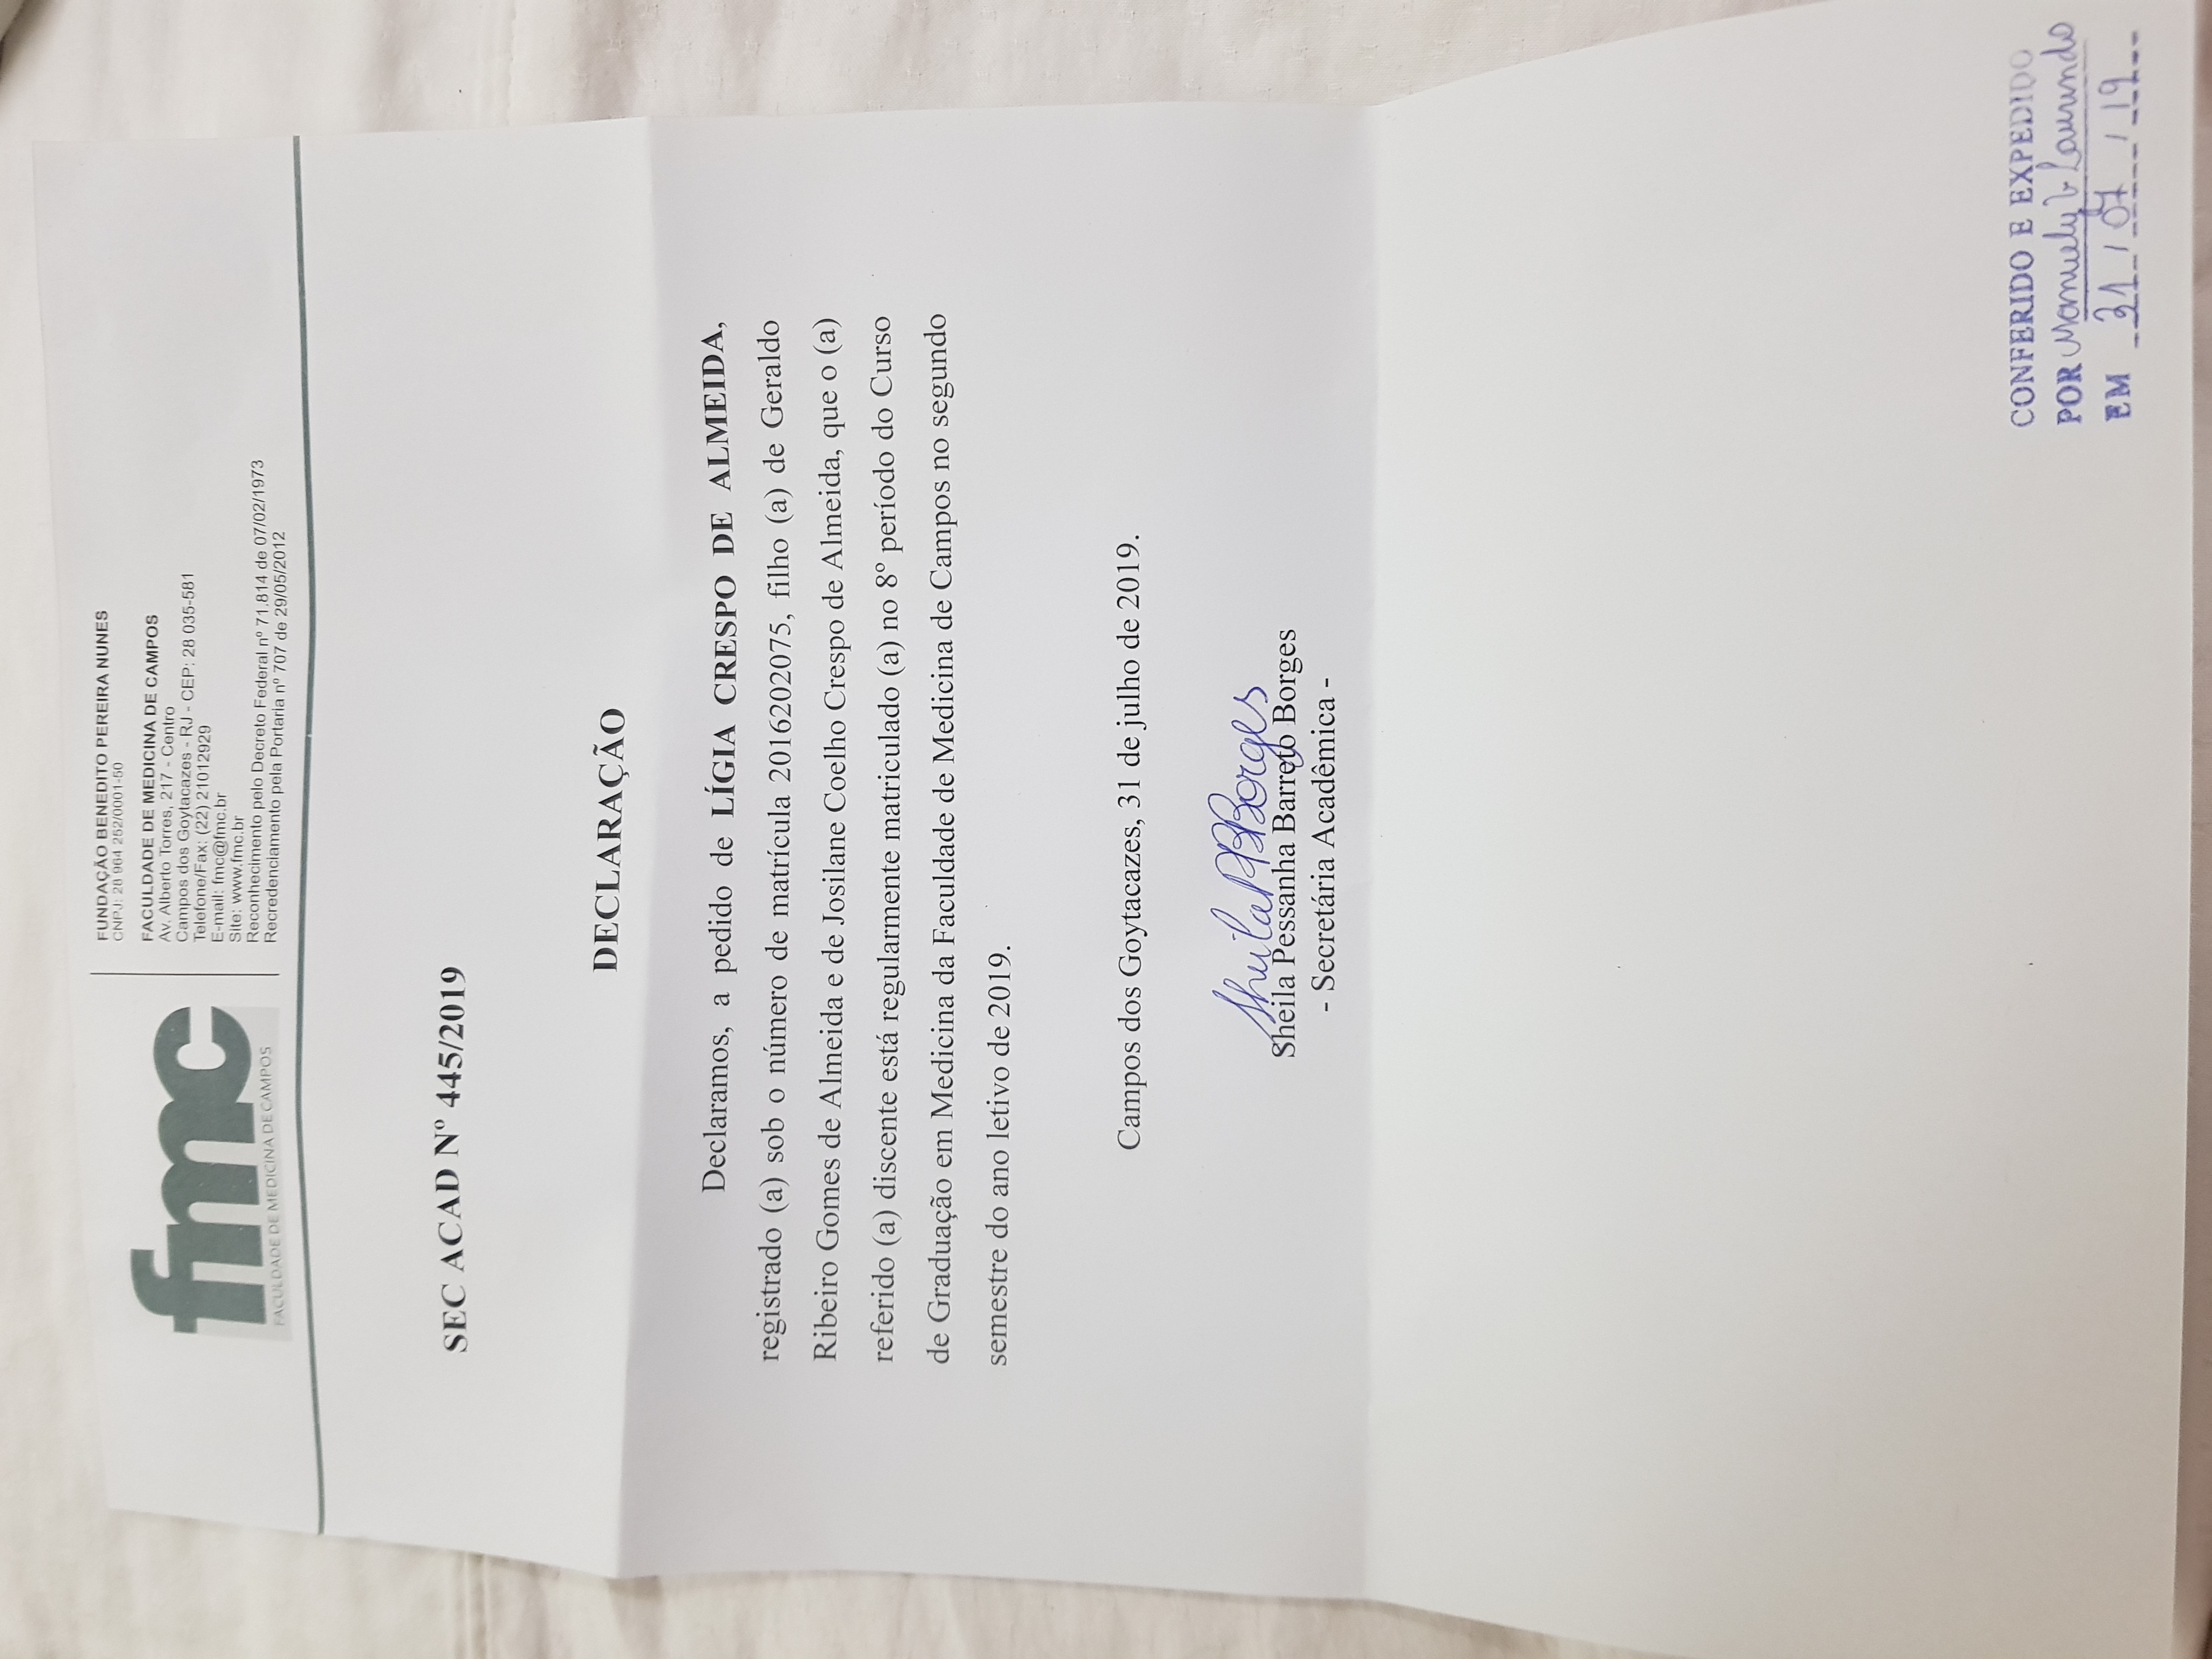 fmc
FACULDADE DE MEDICINA DE CAMPOS
FUNDAÇÃO BENEDITO PEREIRA NUNES
CNPJ: 28 964 252/0001-50
FACULDADE DE MEDICINA DE CAMPOS
Av. Alberto Torres, 217 - Centro
Campos dos Goytacazes - RJ - CEP: 28 035-581
Telefone/Fax: (22) 21012929
E-mail: fmc@fmc.br
Site: www.fmc.br
Reconhecimento pelo Decreto Federal nº 71.814 de 07/02/1973
Recredenciamento pela Portaria nº 707 de 29/05/2012
SEC ACAD Nº 445/2019
DECLARAÇÃO
Declaramos, a pedido de LÍGIA CRESPO DE ALMEIDA,
registrado (a) sob o número de matrícula 201620207​5, filho (a) de Geraldo
Ribeiro Gomes de Almeida e de Josilane Coelho Crespo de Almeida, que o (a)
referido (a) discente está regularmente matriculado (a) no 8º período do Curso
de Graduação em Medicina da Faculdade de Medicina de Campos no segundo
semestre do ano letivo de 2019.
Campos dos Goytacazes, 31 de julho de 2019.
Sheila PBBorges
Sheila Pessanha Barreto Borges
- Secretária Acadêmica -
CONFERIDO E EXPEDIDO
POR
EM 31 / 07 / 19